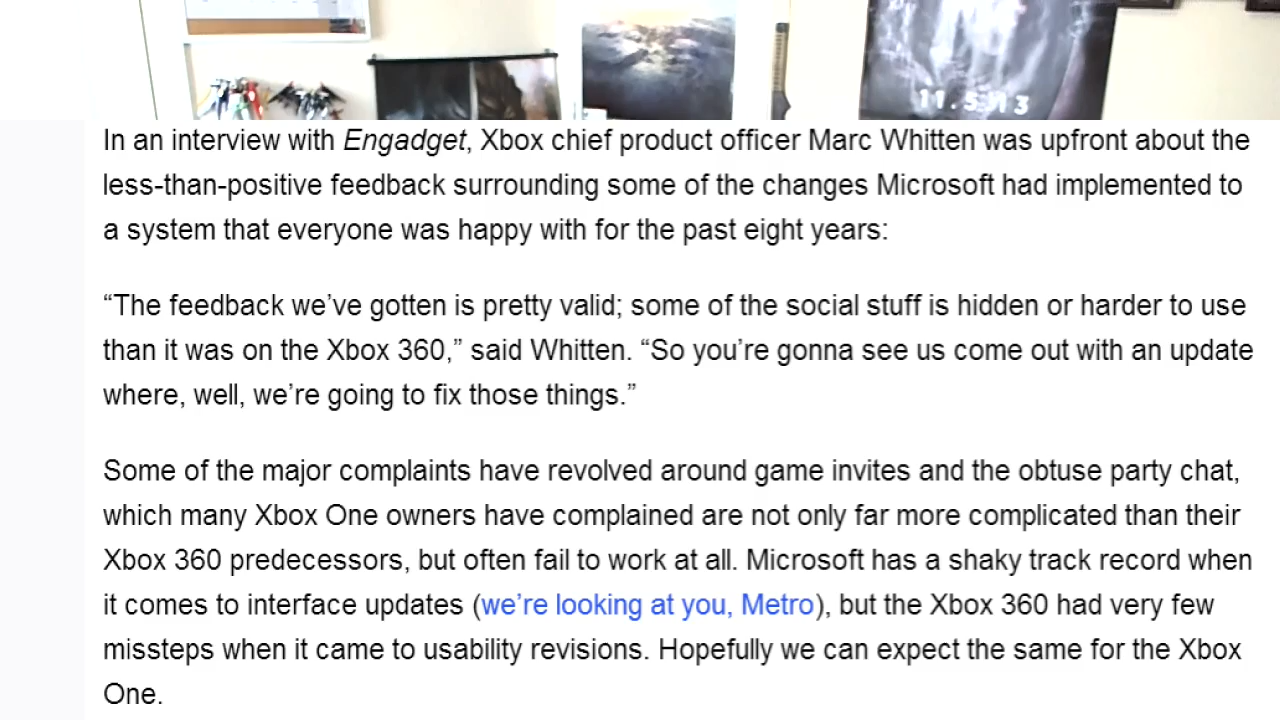 11.5.13
In an interview with Engadget, Xbox chief product officer Marc Whitten was upfront about the
less-than-positive feedback surrounding some of the changes Microsoft had implemented to
a system that everyone was happy with for the past eight years:
“The feedback we’ve gotten is pretty valid; some of the social stuff is hidden or harder to use
than it was on the Xbox 360,” said Whitten. “So you’re gonna see us come out with an update
where, well, we’re going to fix those things.”
Some of the major complaints have revolved around game invites and the obtuse party chat,
which many Xbox One owners have complained are not only far more complicated than their
Xbox 360 predecessors, but often fail to work at all. Microsoft has a shaky track record when
it comes to interface updates (we’re looking at you, Metro), but the Xbox 360 had very few
missteps when it came to usability revisions. Hopefully we can expect the same for the Xbox
One.